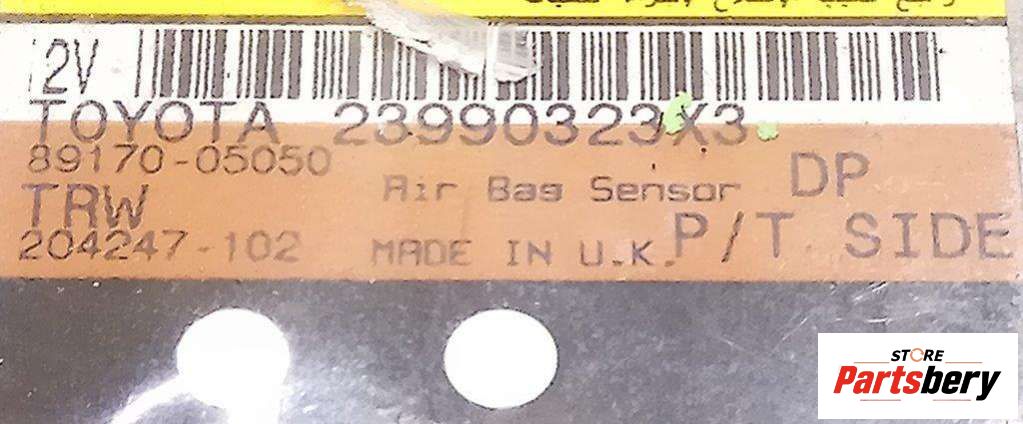 12V
TOYOTA 23990323X3
89170-05050
Air Bag Sensor DP
TRW
204247-102 MADE IN U.K. P/T SIDE
STORE
Partsbery